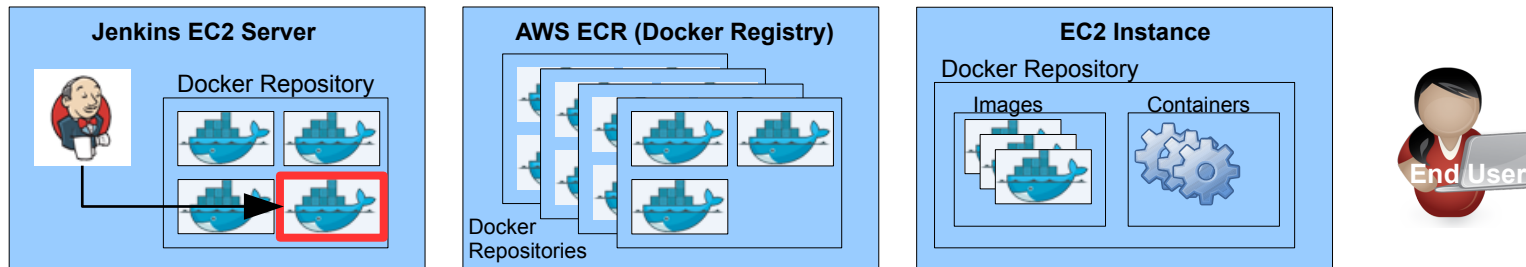 Jenkins EC2 Server
Docker Repository
AWS ECR (Docker Registry)
Docker
Repositories
EC2 Instance
Docker Repository
Images
Containers
End User